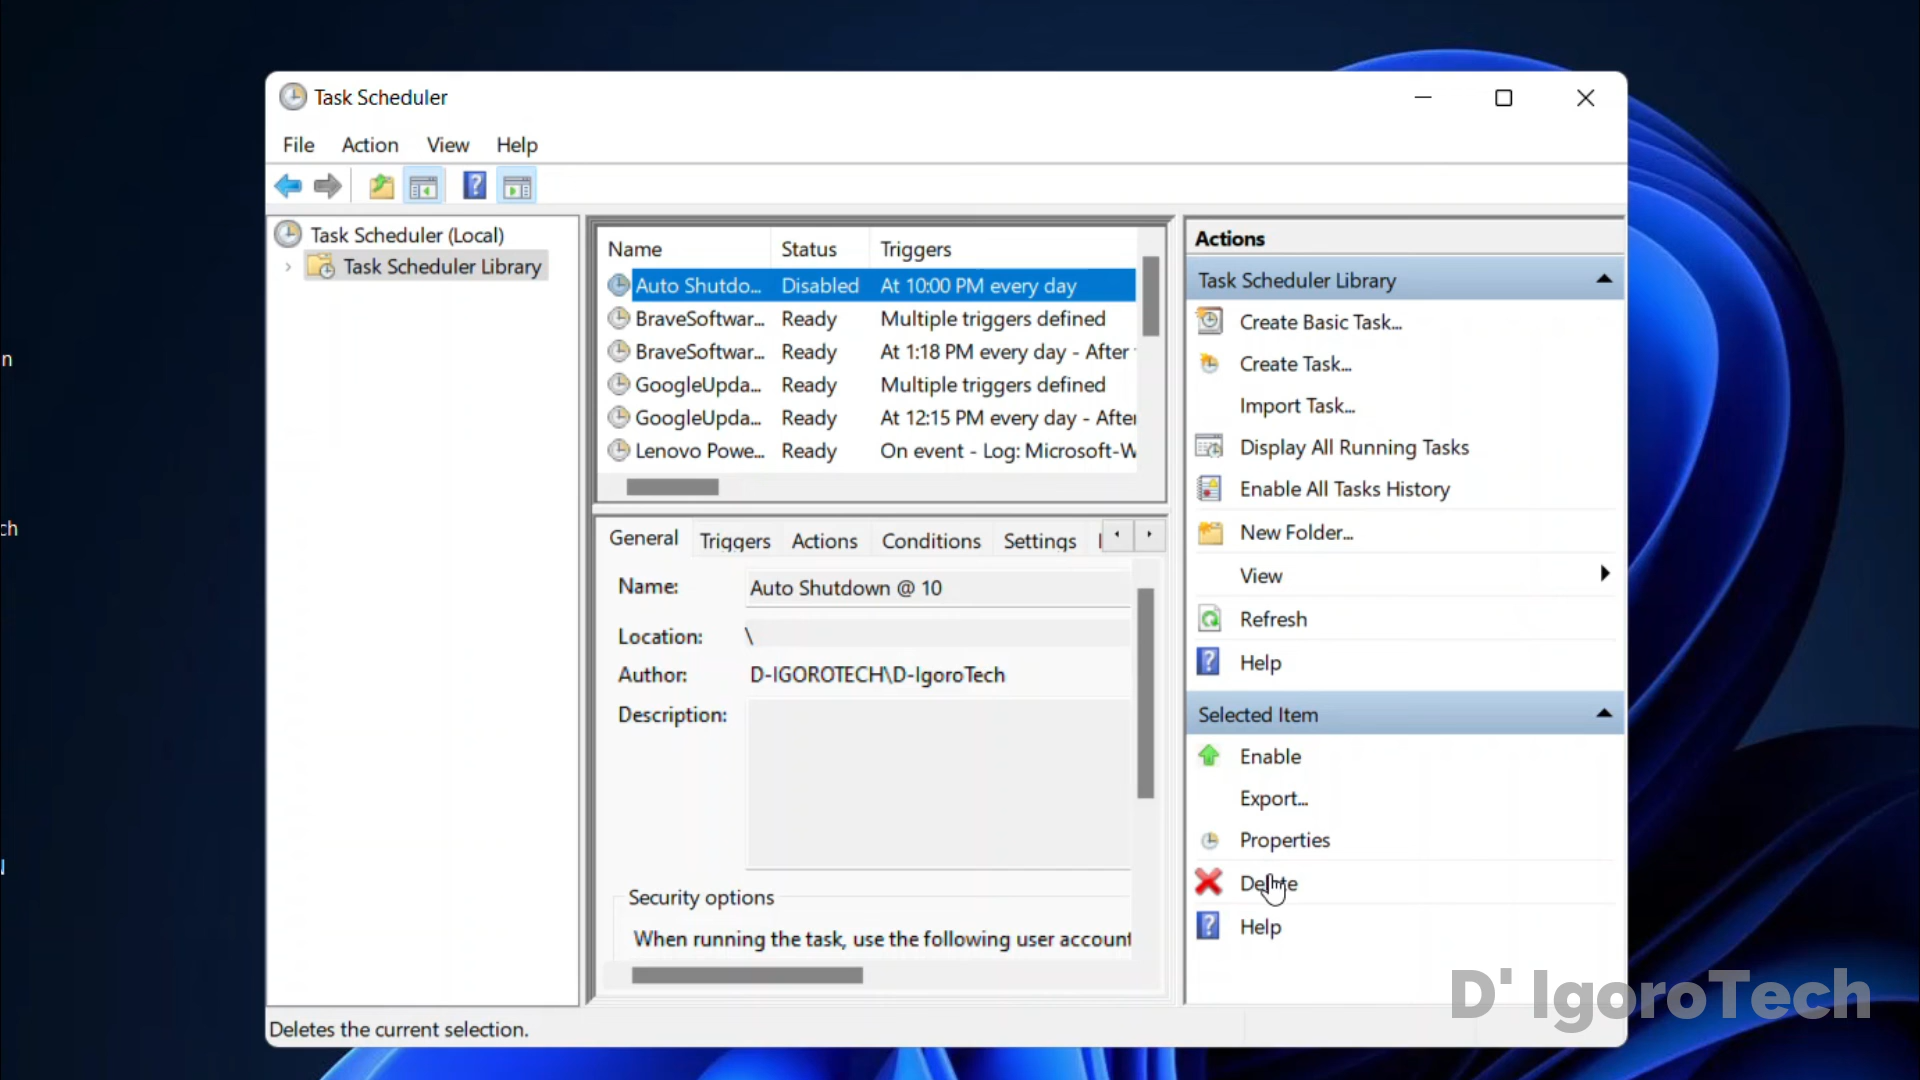 Task Scheduler
File Action View Help
Task Scheduler (Local)
Task Scheduler Library
Name Status Triggers
Auto Shutdo... Disabled At 10:00 PM every day
BraveSoftwar... Ready Multiple triggers defined
BraveSoftwar... Ready At 1:18 PM every day - After
GoogleUpda... Ready Multiple triggers defined
GoogleUpda... Ready At 12:15 PM every day - After
Lenovo Powe... Ready On event - Log: Microsoft-W
General Triggers Actions Conditions Settings
Name: Auto Shutdown @ 10
Location: \
Author: D-IGOROTECH\D-IgoroTech
Description:
Security options
When running the task, use the following user account
Actions
Task Scheduler Library
Create Basic Task...
Create Task...
Import Task...
Display All Running Tasks
Enable All Tasks History
New Folder...
View
Refresh
Help
Selected Item
Enable
Export...
Properties
Delete
Help
Deletes the current selection.
D' IgoroTech
n
ch